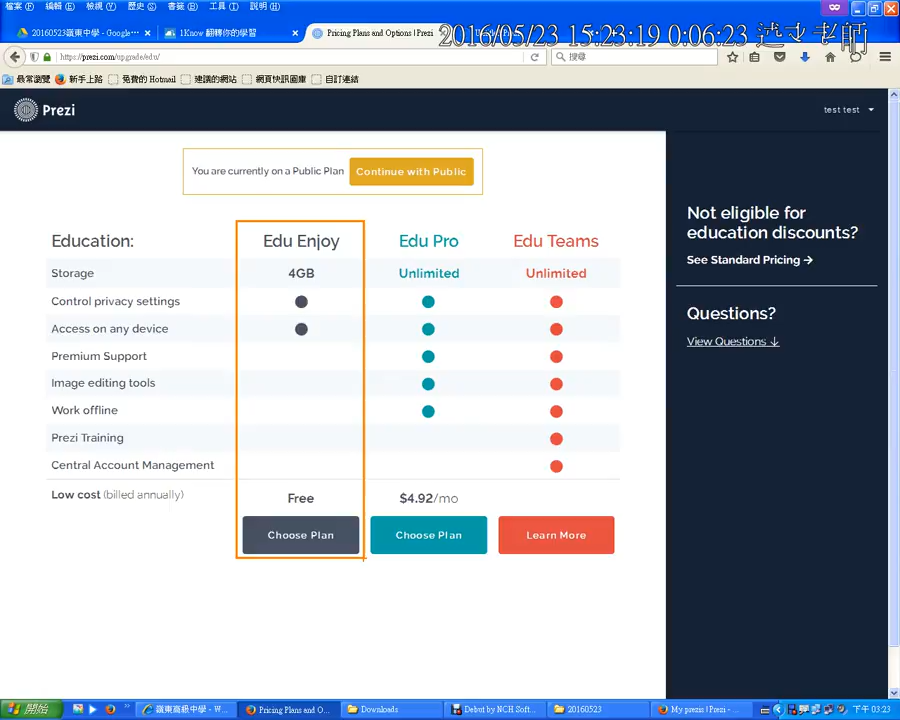 檔案(F) 編輯(E) 檢視(V) 歷史(S) 書籤(B) 工具(T) 說明(H)
20160523嶺東中學 - Google… 1Know 翻轉你的學習 Pricing Plans and Options | Prezi
2016/05/23 15:23:19 0:06:23 老師
https://prezi.com/upgrade/edu/ 搜尋
最常瀏覽 新手上路 免費的 Hotmail 建議的網站 網頁快訊圖庫 自訂連結
Prezi test test
You are currently on a Public Plan Continue with Public
Not eligible for
education discounts?
See Standard Pricing →
Questions?
View Questions ↓
Education: Edu Enjoy Edu Pro Edu Teams
Storage 4GB Unlimited Unlimited
Control privacy settings
Access on any device
Premium Support
Image editing tools
Work offline
Prezi Training
Central Account Management
Low cost (billed annually) Free $4.92/mo
Choose Plan Choose Plan Learn More
開始 嶺東高級中學 - W... Pricing Plans and O... Downloads Debut by NCH Soft... 20160523 My prezis | Prezi - ... 下午 03:23